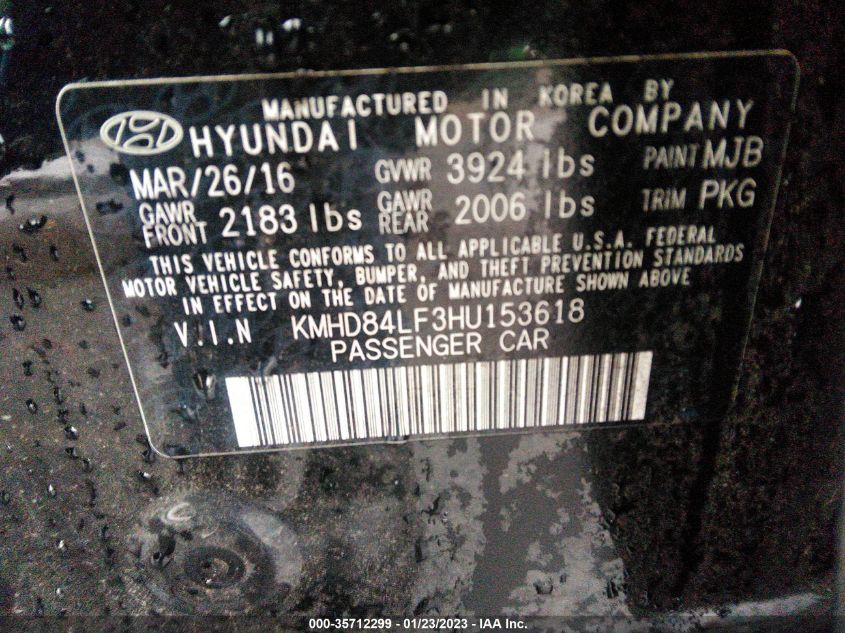 MANUFACTURED IN KOREA BY
HYUNDAI MOTOR COMPANY
MAR/26/16 GVWR 3924 lbs PAINT MJB
GAWR FRONT 2183 lbs GAWR REAR 2006 lbs TRIM PKG
THIS VEHICLE CONFORMS TO ALL APPLICABLE U.S.A. FEDERAL
MOTOR VEHICLE SAFETY, BUMPER, AND THEFT PREVENTION STANDARDS
IN EFFECT ON THE DATE OF MANUFACTURE SHOWN ABOVE
V.I.N KMHD84LF3HU153618
PASSENGER CAR
000-35712299 - 01/23/2023 - IAA Inc.